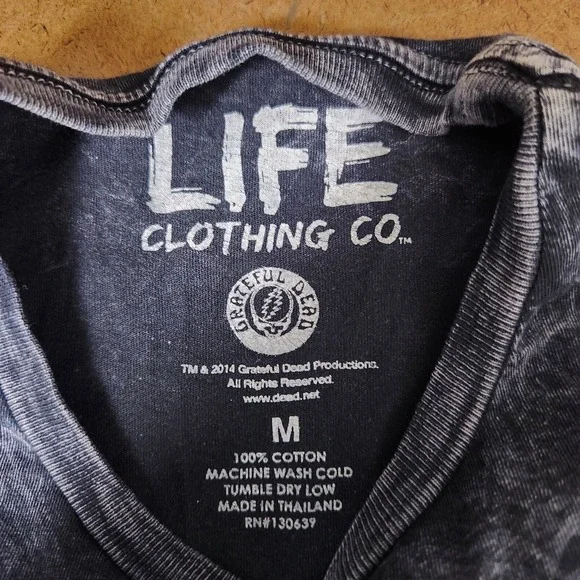 LIFE
CLOTHING CO™
GRATEFUL DEAD
TM & 2014 Grateful Dead Productions.
All Rights Reserved.
www.dead.net
M
100% COTTON
MACHINE WASH COLD
TUMBLE DRY LOW
MADE IN THAILAND
RN#130639